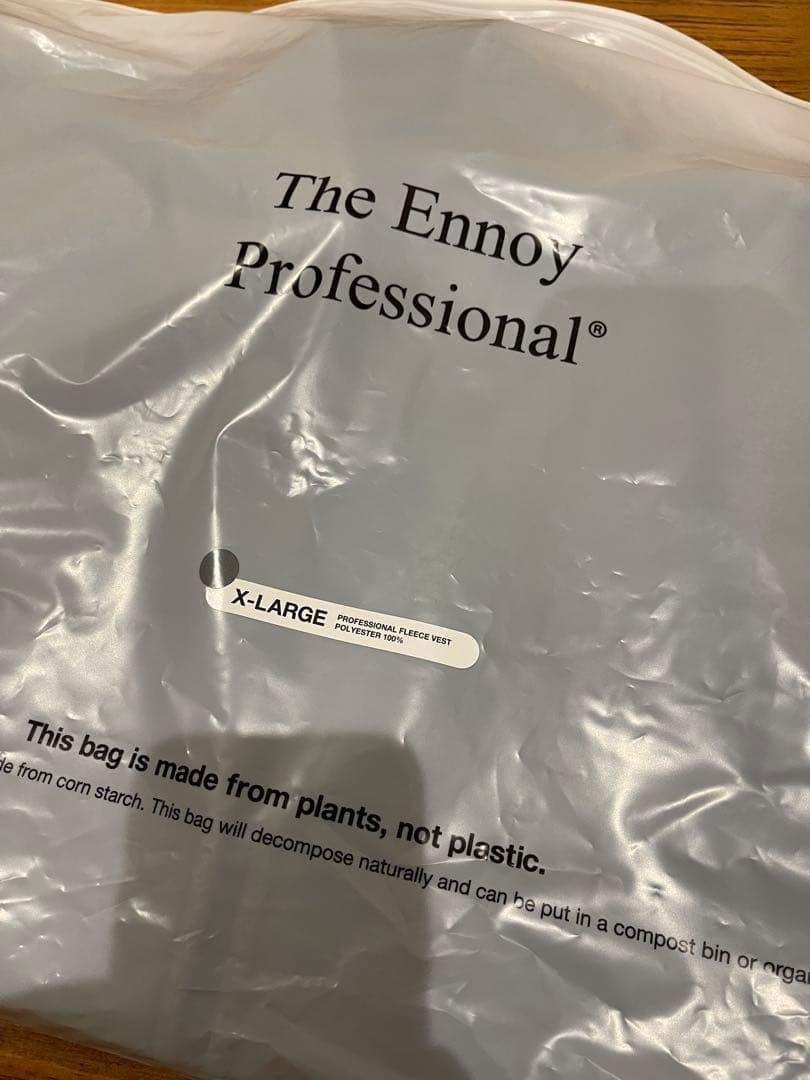 The Ennoy
Professional®
X-LARGE PROFESSIONAL FLEECE VEST
POLYESTER 100%
This bag is made from plants, not plastic.
from corn starch. This bag will decompose naturally and can be put in a compost bin or